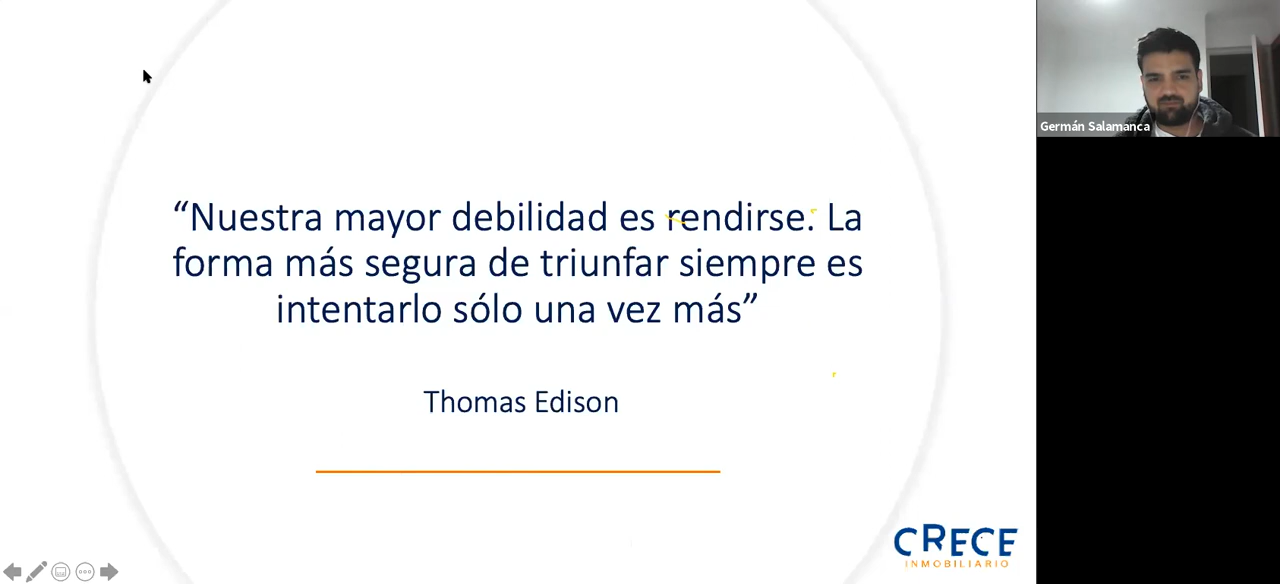 “Nuestra mayor debilidad es rendirse. La
forma más segura de triunfar siempre es
intentarlo sólo una vez más”
Thomas Edison
CRECE
INMOBILIARIO
Germán Salamanca